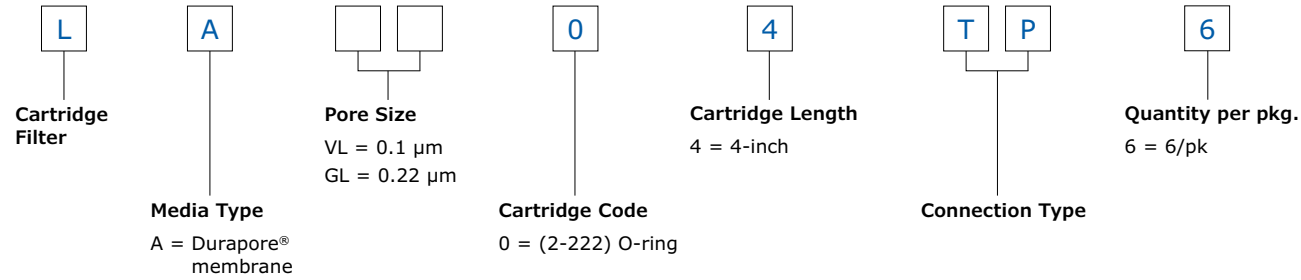 L A 0 4 T P 6
Cartridge
Filter
Pore Size
VL = 0.1 μm
GL = 0.22 μm
Cartridge Length
4 = 4-inch
Quantity per pkg.
6 = 6/pk
Media Type
A = Durapore®
membrane
Cartridge Code
0 = (2-222) O-ring
Connection Type